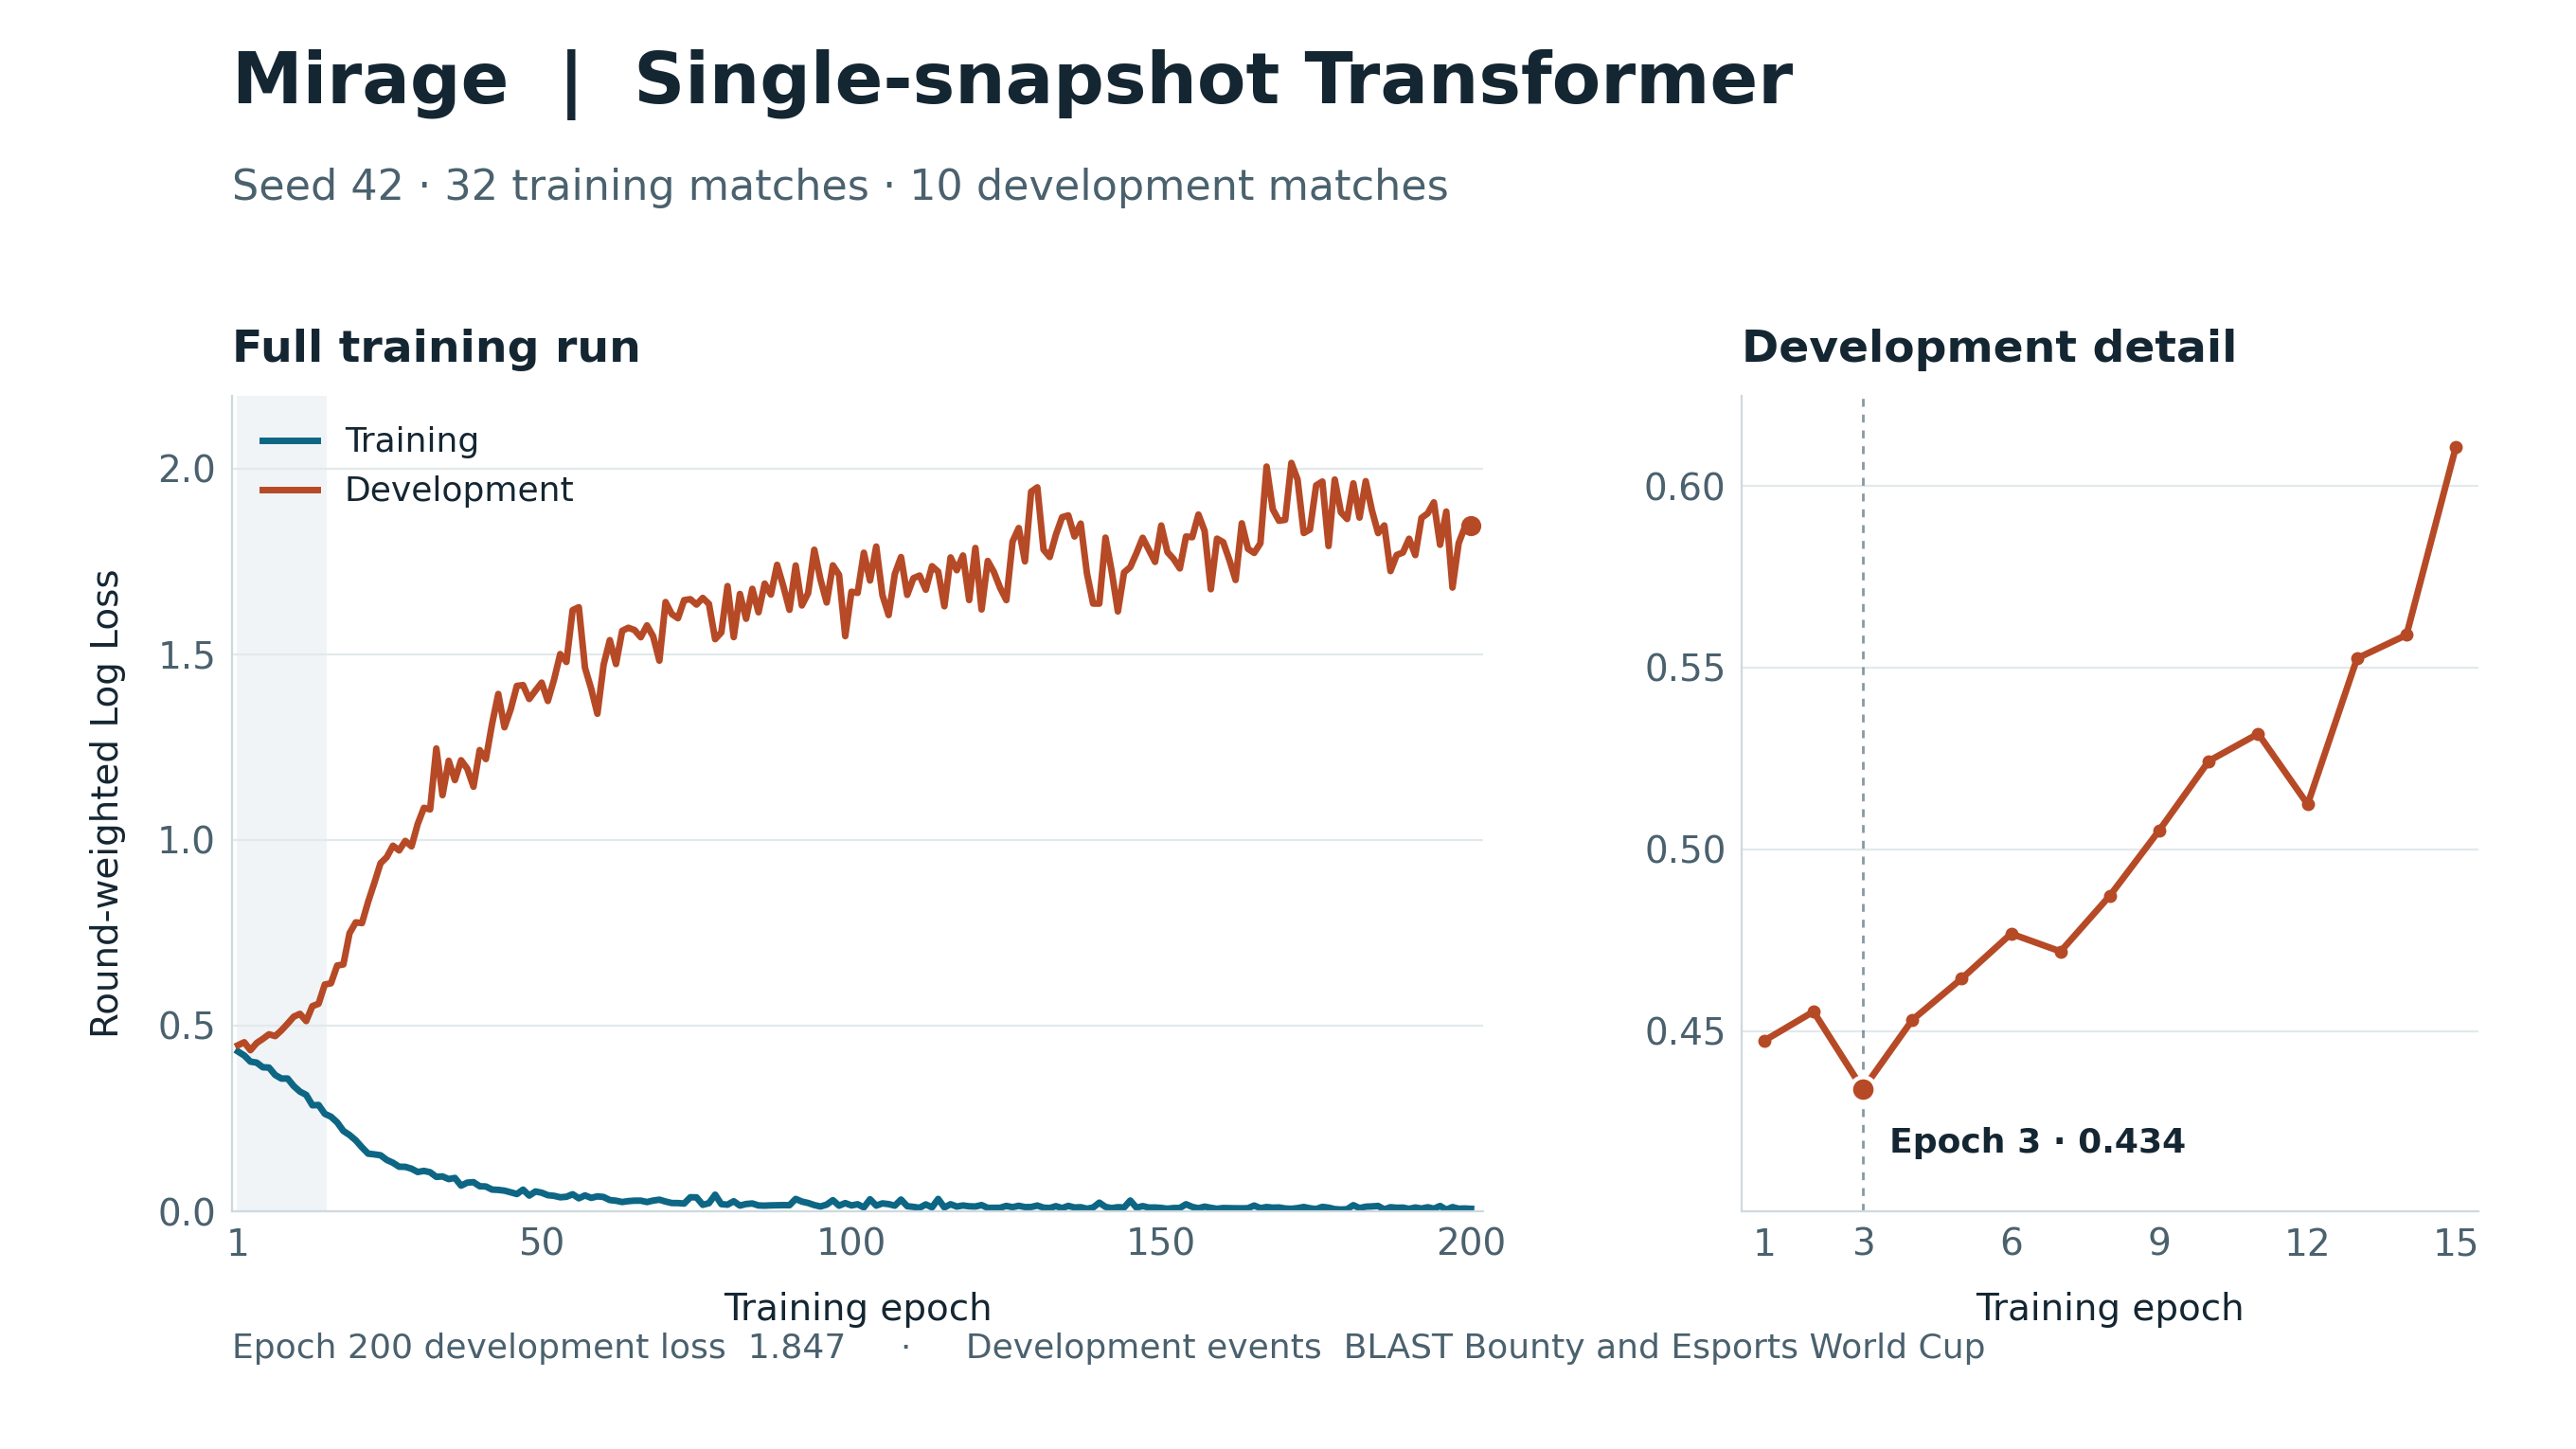 Mirage | Single-snapshot Transformer
Seed 42 · 32 training matches · 10 development matches
Full training run
Training
Development
Round-weighted Log Loss
2.0
1.5
1.0
0.5
0.0
1 50 100 150 200
Training epoch
Development detail
0.60
0.55
0.50
0.45
Epoch 3 · 0.434
1 3 6 9 12 15
Training epoch
Epoch 200 development loss 1.847 · Development events BLAST Bounty and Esports World Cup